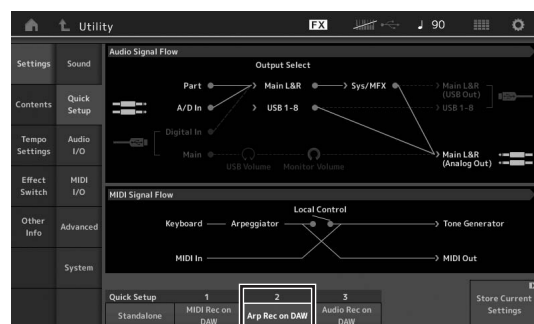 Utility
FX
90
Settings
Sound
Contents
Quick
Setup
Tempo
Settings
Audio
I/O
Effect
Switch
MIDI
I/O
Other
Info
Advanced
System
Audio Signal Flow
Output Select
Part
Main L&R
Sys/MFX
Main L&R
(USB Out)
A/D In
USB 1-8
USB 1-8
Digital In
Main
USB Volume
Monitor Volume
Main L&R
(Analog Out)
MIDI Signal Flow
Local Control
Keyboard
Arpeggiator
Tone Generator
MIDI In
MIDI Out
Quick Setup
1
2
3
Standalone
MIDI Rec on
DAW
Arp Rec on DAW
Audio Rec on
DAW
Store Current
Settings